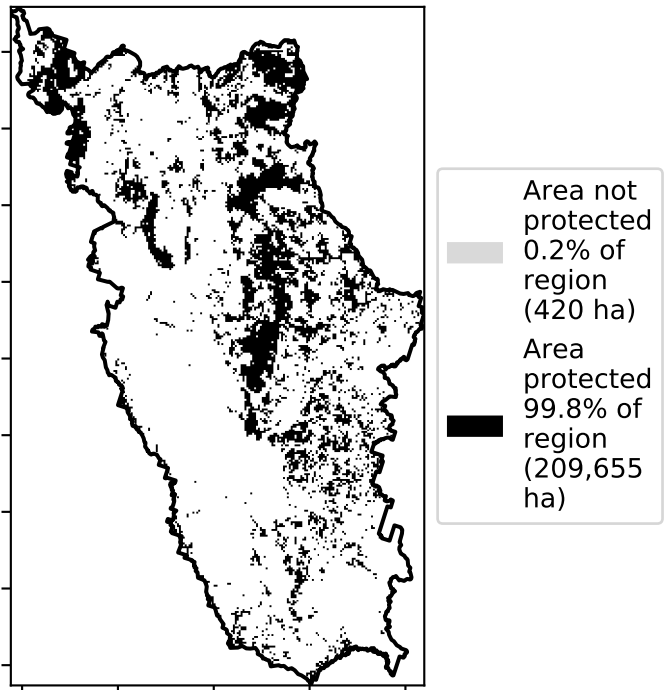 Area not
protected
0.2% of
region
(420 ha)
Area
protected
99.8% of
region
(209,655
ha)